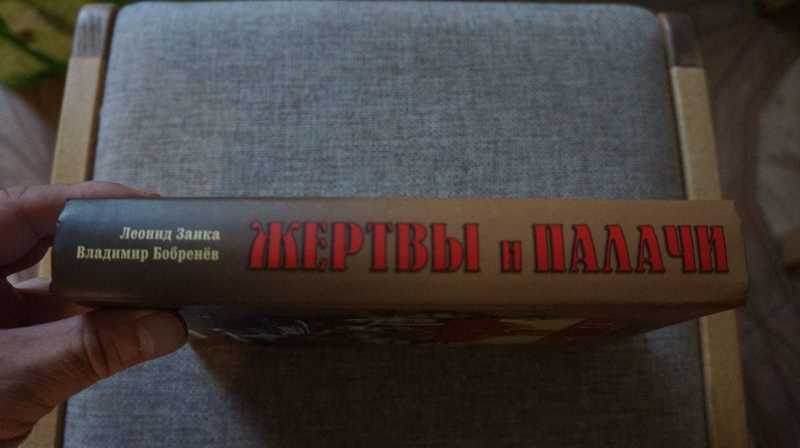 Леонид Заика
Владимир Бобренёв
ЖЕРТВЫ и ПАЛАЧИ